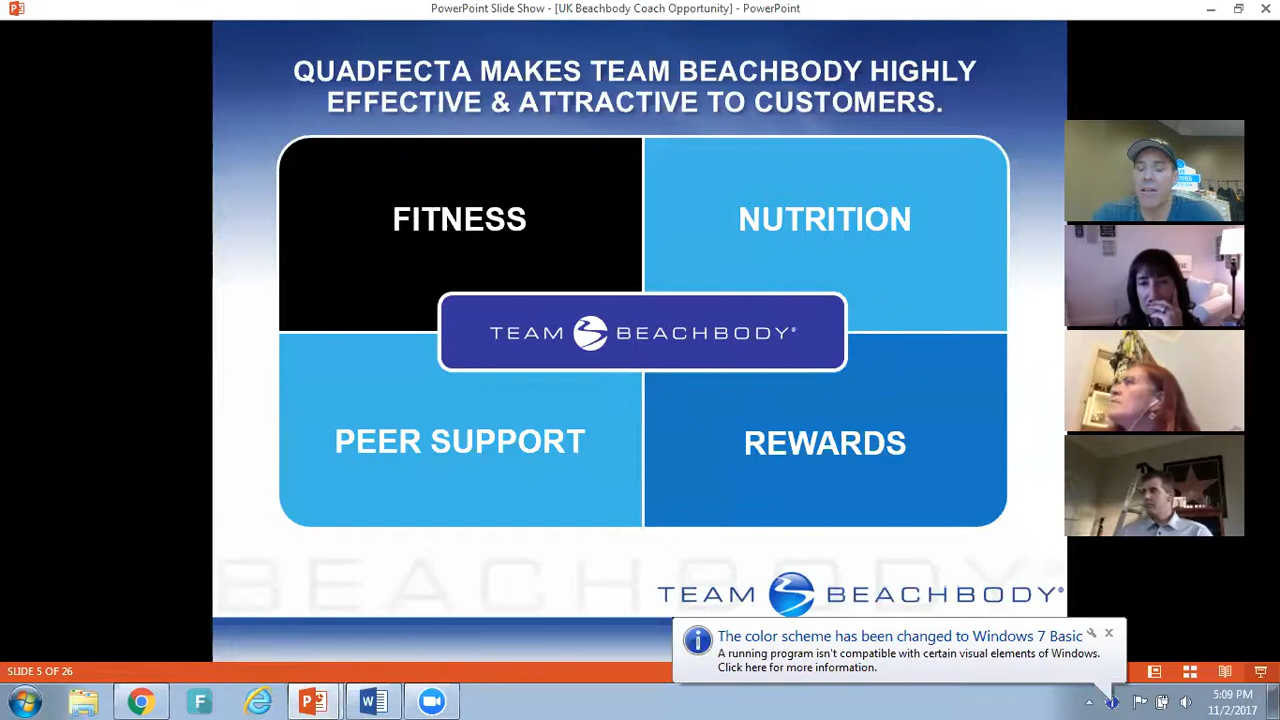 PowerPoint Slide Show - [UK Beachbody Coach Opportunity] - PowerPoint
QUADFECTA MAKES TEAM BEACHBODY HIGHLY
EFFECTIVE & ATTRACTIVE TO CUSTOMERS.
FITNESS
NUTRITION
TEAM BEACHBODY®
PEER SUPPORT
REWARDS
BEACHBODY
TEAM BEACHBODY®
The color scheme has been changed to Windows 7 Basic
A running program isn't compatible with certain visual elements of Windows.
Click here for more information.
SLIDE 5 OF 26
F
5:09 PM
11/2/2017